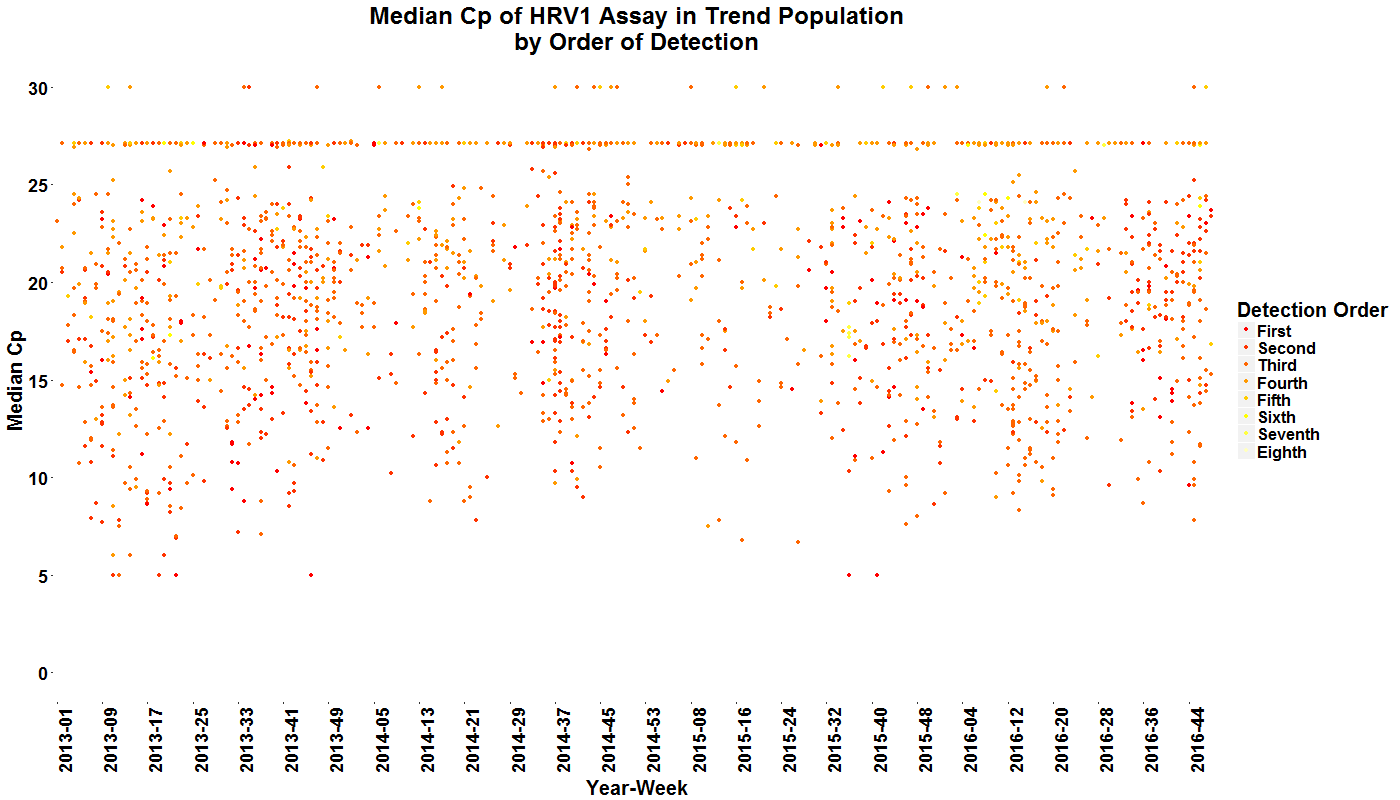 Median Cp of HRV1 Assay in Trend Population
by Order of Detection
Median Cp
30
25
20
15
10
5
0
2013-01
2013-09
2013-17
2013-25
2013-33
2013-41
2013-49
2014-05
2014-13
2014-21
2014-29
2014-37
2014-45
2014-53
2015-08
2015-16
2015-24
2015-32
2015-40
2015-48
2016-04
2016-12
2016-20
2016-28
2016-36
2016-44
Year-Week
Detection Order
First
Second
Third
Fourth
Fifth
Sixth
Seventh
Eighth